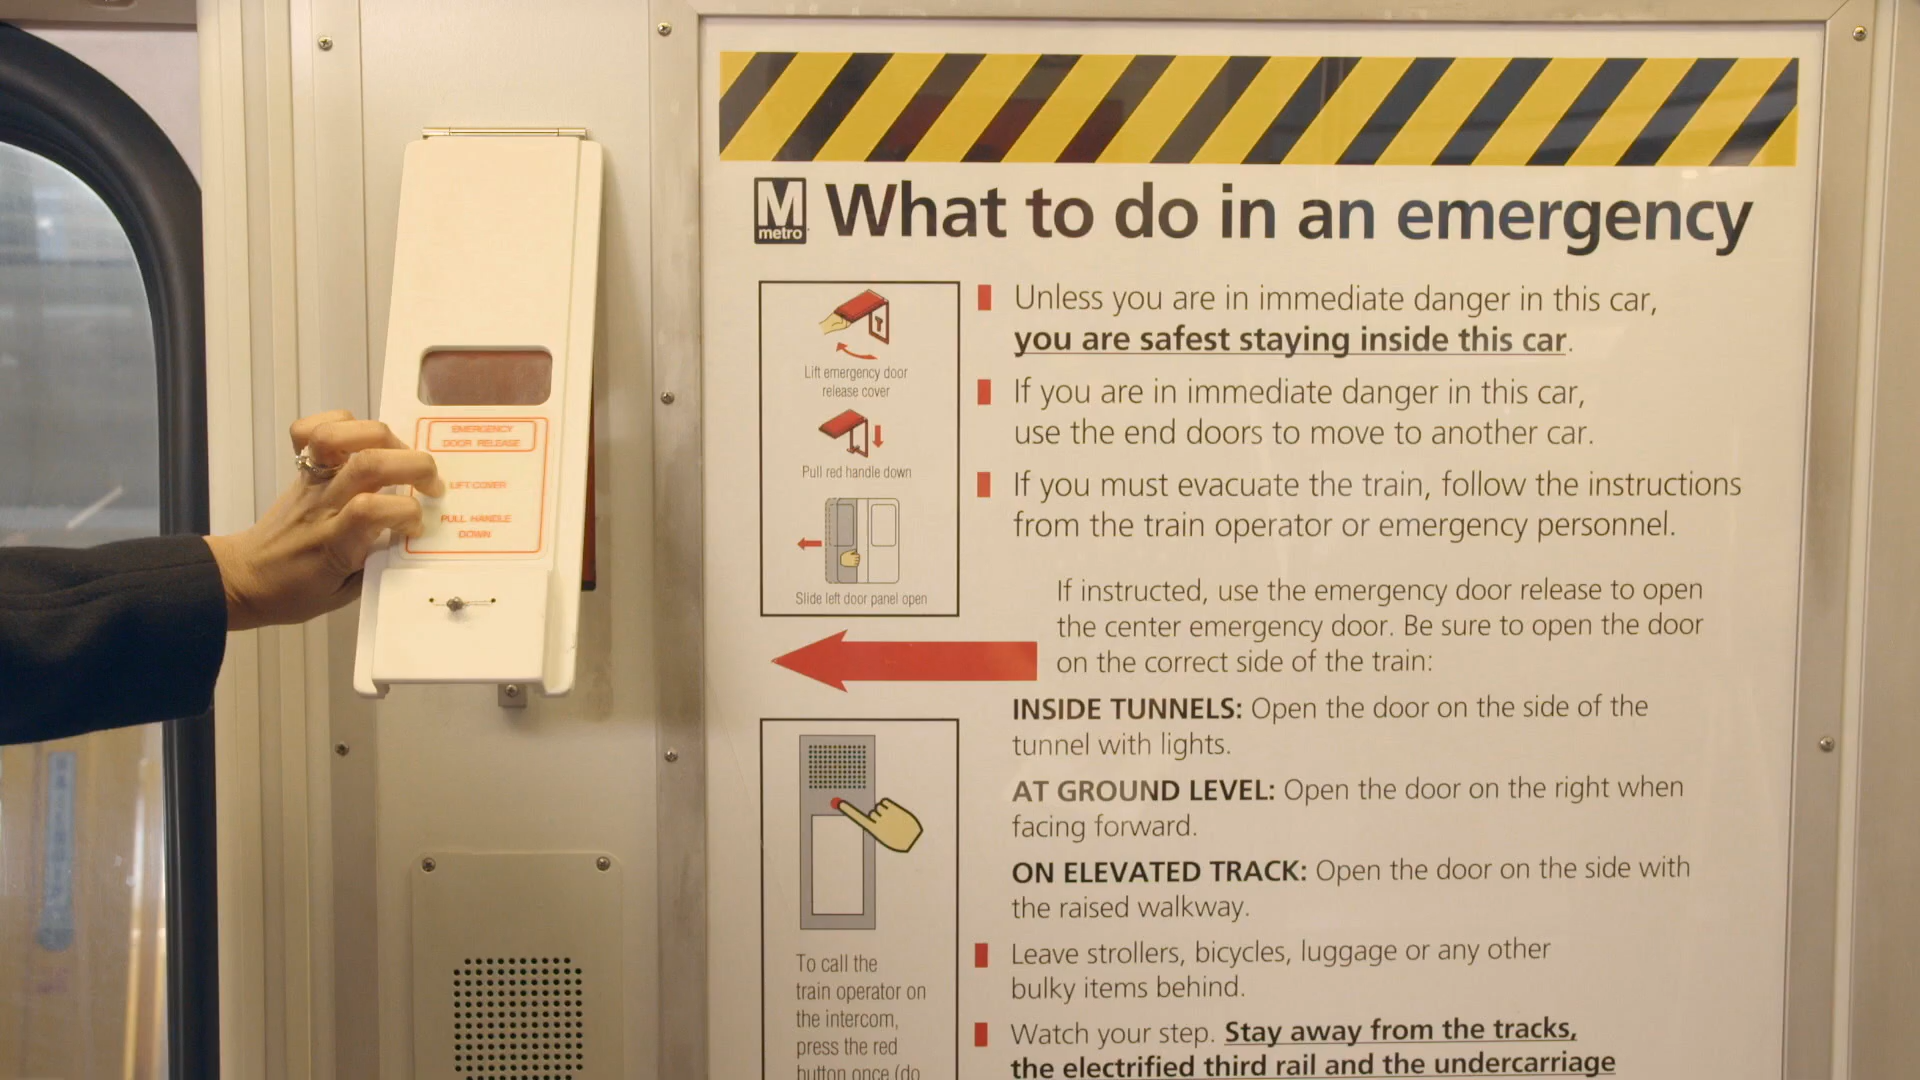 EMERGENCY
DOOR RELEASE
LIFT COVER
PULL HANDLE
DOWN
M
metro
What to do in an emergency
Lift emergency door
release cover
Pull red handle down
Slide left door panel open
Unless you are in immediate danger in this car,
you are safest staying inside this car.
If you are in immediate danger in this car,
use the end doors to move to another car.
If you must evacuate the train, follow the instructions
from the train operator or emergency personnel.
If instructed, use the emergency door release to open
the center emergency door. Be sure to open the door
on the correct side of the train:
INSIDE TUNNELS: Open the door on the side of the
tunnel with lights.
AT GROUND LEVEL: Open the door on the right when
facing forward.
ON ELEVATED TRACK: Open the door on the side with
the raised walkway.
Leave strollers, bicycles, luggage or any other
bulky items behind.
Watch your step. Stay away from the tracks,
the electrified third rail and the undercarriage
To call the
train operator on
the intercom,
press the red
button once (do